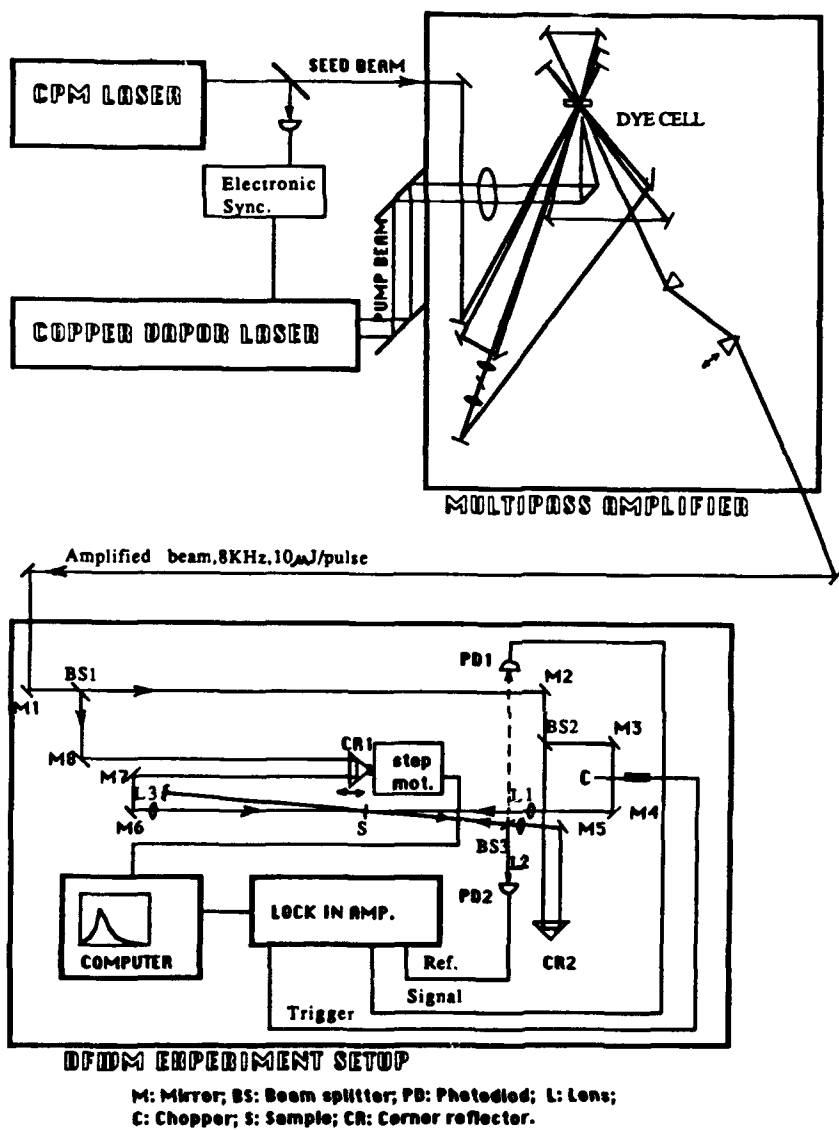 SEED BEAM
CPM LASER
DYE CELL
Electronic
Sync.
PUMP BEAM
COPPER VAPOR LASER
MULTIPASS AMPLIFIER
Amplified beam,8KHz,10μJ/pulse
PD1
BS1
M2
M1
BS2
M3
CR1
M8
step
mot.
M7
C
L3
L1
M4
M6
S
M5
BS3
L2
PD2
LOCK IN AMP.
COMPUTER
CR2
Ref.
Signal
Trigger
DFWM EXPERIMENT SETUP
M: Mirror; BS: Beam splitter; PD: Photodiod; L: Lens;
C: Chopper; S: Sample; CR: Corner reflector.